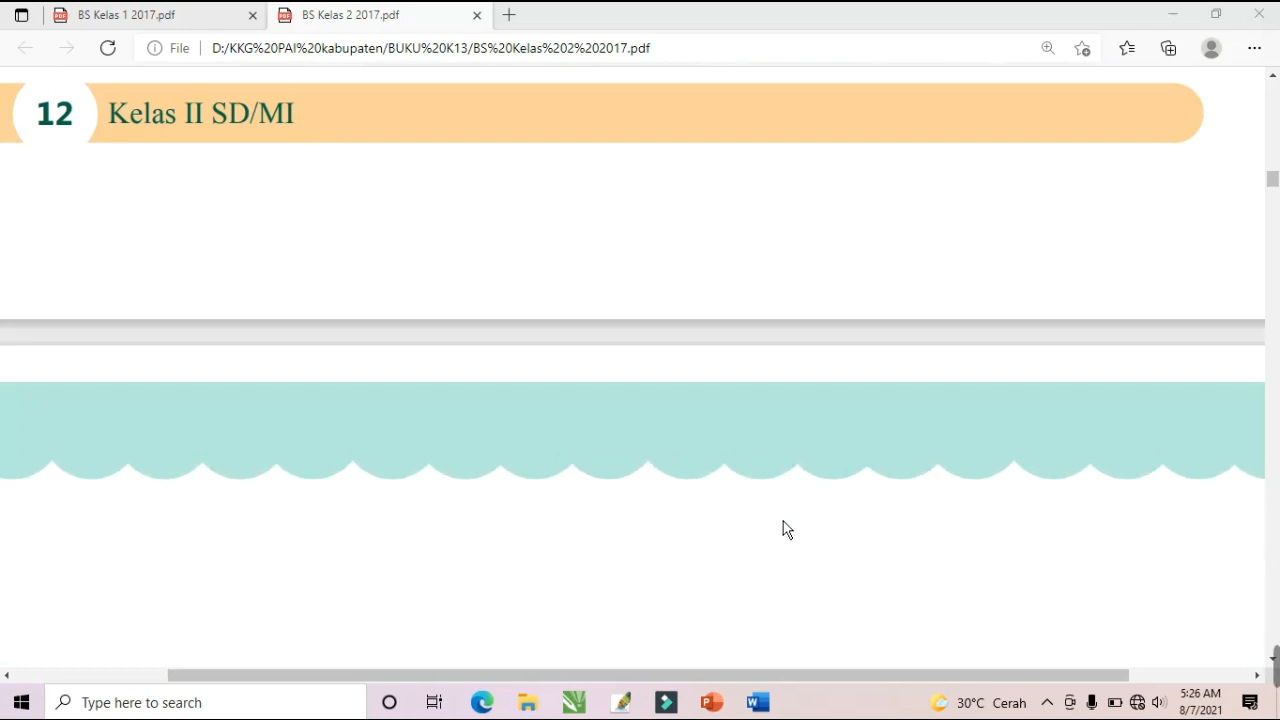 BS Kelas 1 2017.pdf
BS Kelas 2 2017.pdf
File
D:/KKG%20PAI%20kabupaten/BUKU%20K13/BS%20Kelas%202%202017.pdf
12 Kelas II SD/MI
Type here to search
30°C Cerah
5:26 AM
8/7/2021